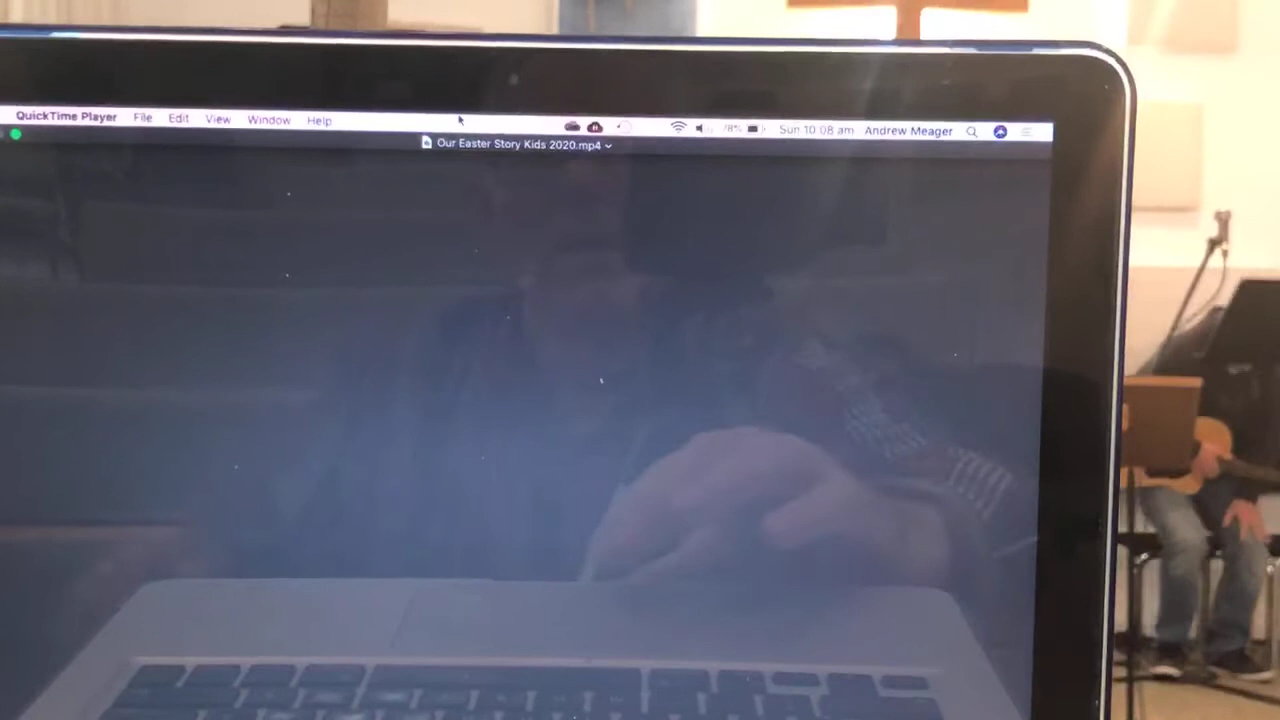 QuickTime Player File Edit View Window Help 78% Sun 10:08 am Andrew Meager
Our Easter Story Kids 2020.mp4